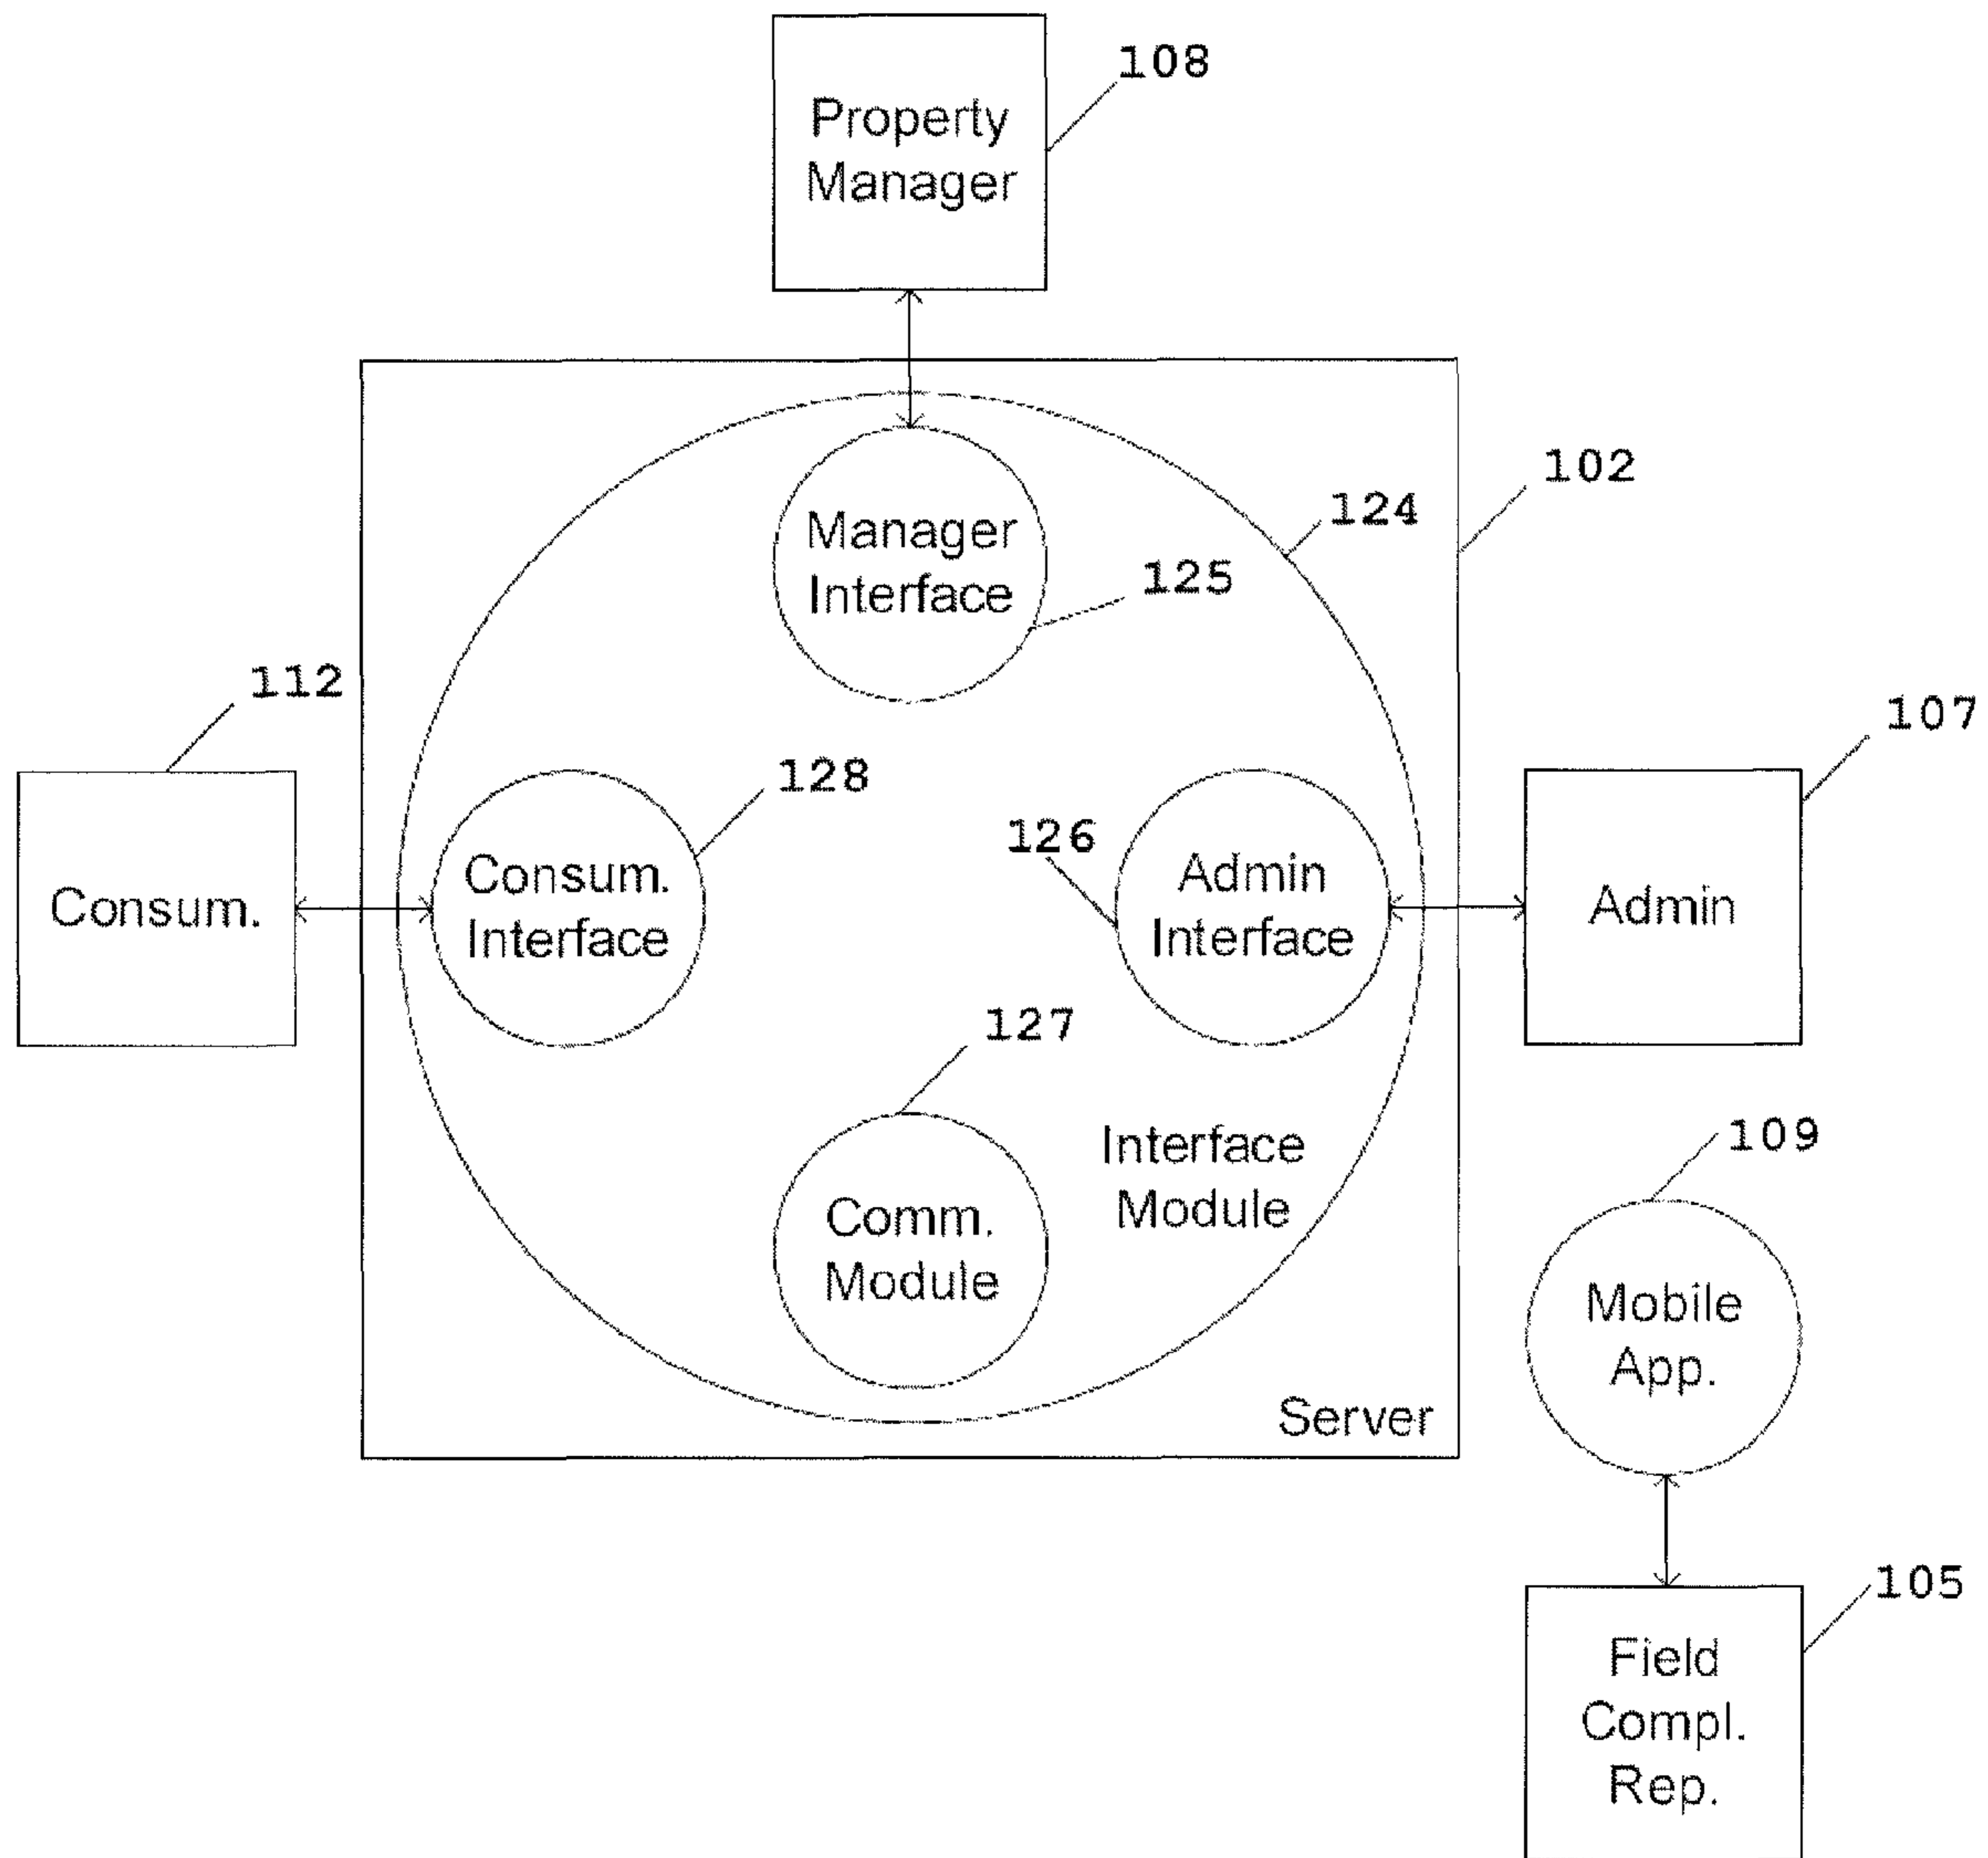 108
Property
Manager
102
124
Manager
Interface
125
112
107
128
126
Consum.
Consum.
Interface
Admin
Interface
Admin
127
109
Interface
Module
Comm.
Module
Mobile
App.
Server
105
Field
Compl.
Rep.